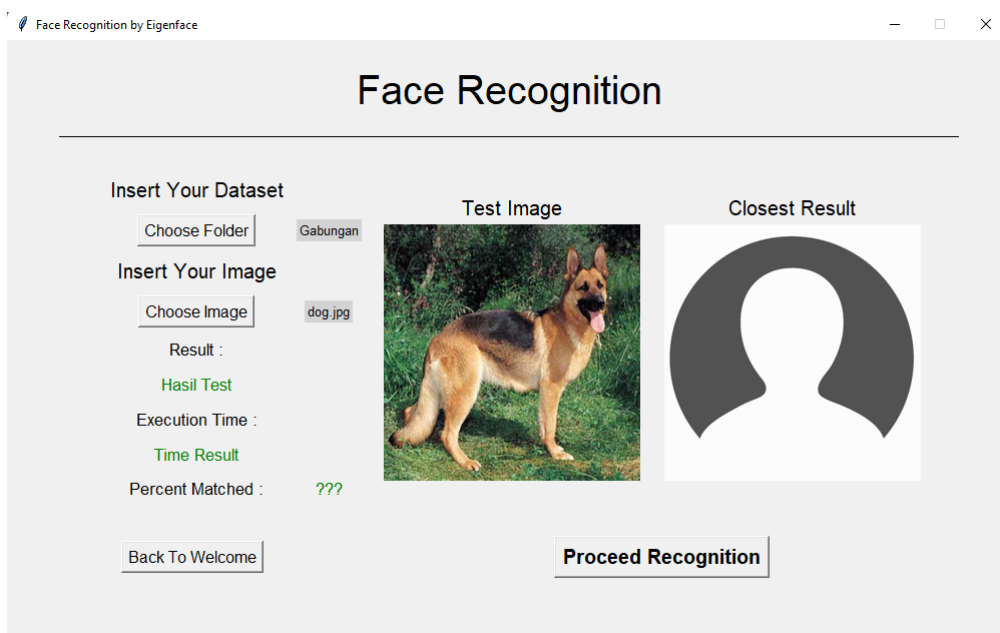 Face Recognition by Eigenface
Face Recognition
Insert Your Dataset
Choose Folder
Gabungan
Insert Your Image
Choose Image
dog.jpg
Result :
Hasil Test
Execution Time :
Time Result
Percent Matched :
???
Back To Welcome
Test Image
Closest Result
Proceed Recognition